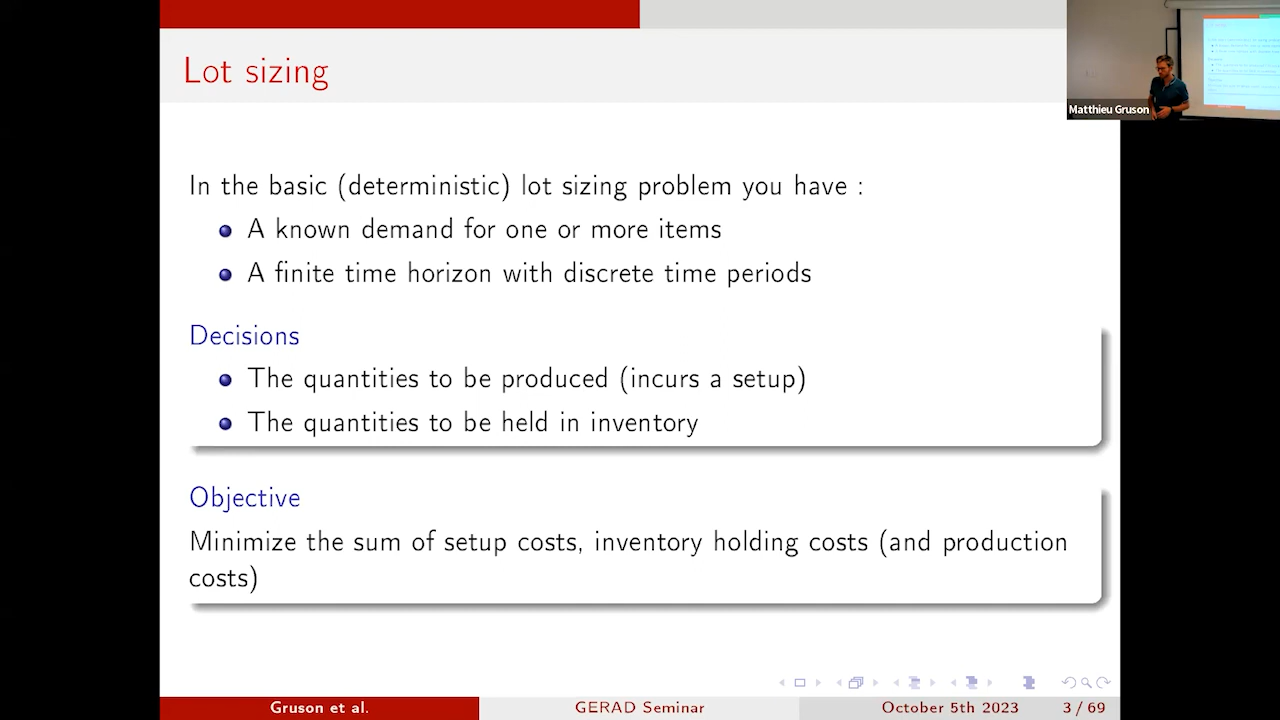 Lot sizing
Matthieu Gruson
In the basic (deterministic) lot sizing problem you have :
A known demand for one or more items
A finite time horizon with discrete time periods
Decisions
The quantities to be produced (incurs a setup)
The quantities to be held in inventory
Objective
Minimize the sum of setup costs, inventory holding costs (and production
costs)
Gruson et al.
GERAD Seminar
October 5th 2023
3 / 69